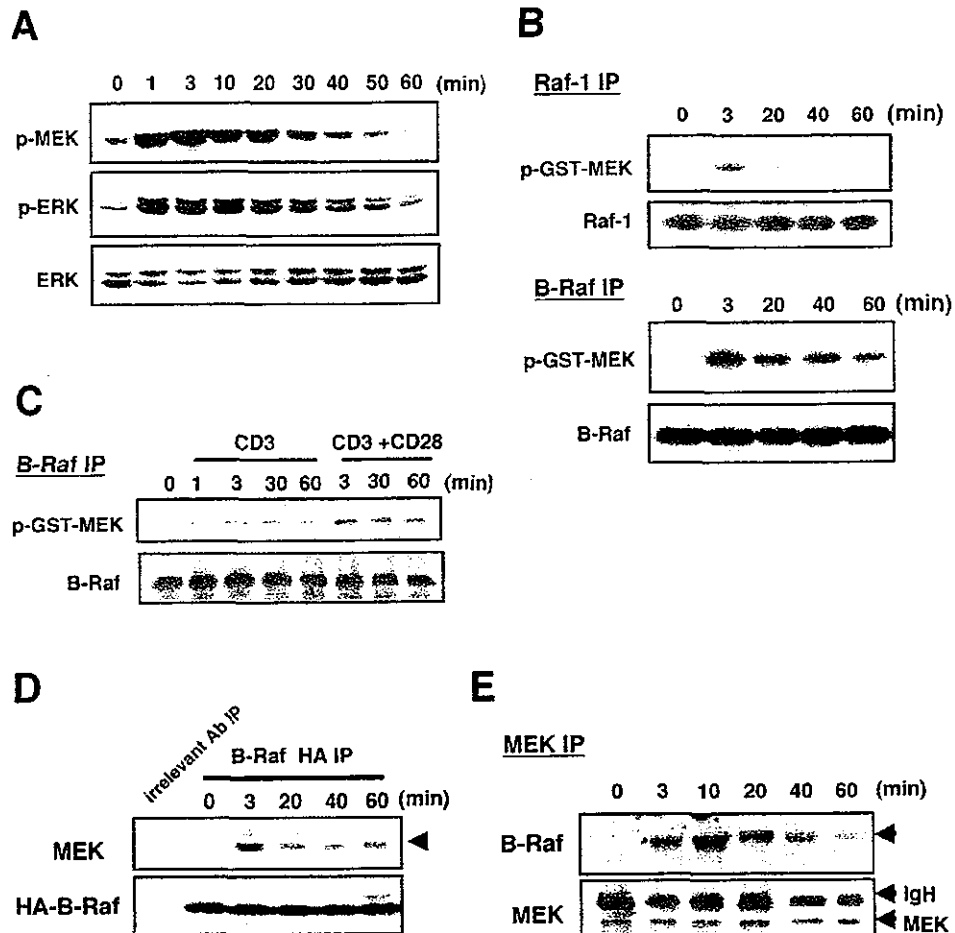 A
0 1 3 10 20 30 40 50 60 (min)
p-MEK
p-ERK
ERK
B
Raf-1 IP
0 3 20 40 60 (min)
p-GST-MEK
Raf-1
B-Raf IP
0 3 20 40 60 (min)
p-GST-MEK
B-Raf
C
CD3 CD3 +CD28
B-Raf IP
0 1 3 30 60 3 30 60 (min)
p-GST-MEK
B-Raf
D
irrelevant Ab IP
B-Raf HA IP
0 3 20 40 60 (min)
MEK
HA-B-Raf
E
MEK IP
0 3 10 20 40 60 (min)
B-Raf
IgH
MEK MEK